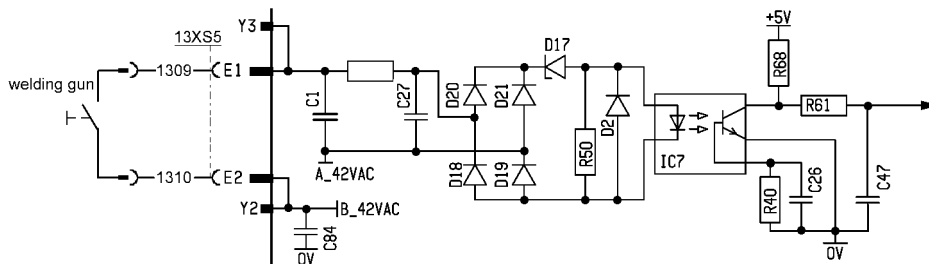 Y3
+5V
13XS5
D17
R68
welding gun
1309
E1
C1
C27
D20
D21
D2
R61
R50
IC7
A_42VAC
1310
E2
D18
D19
R40
C26
C47
Y2
B_42VAC
C84
0V
0V